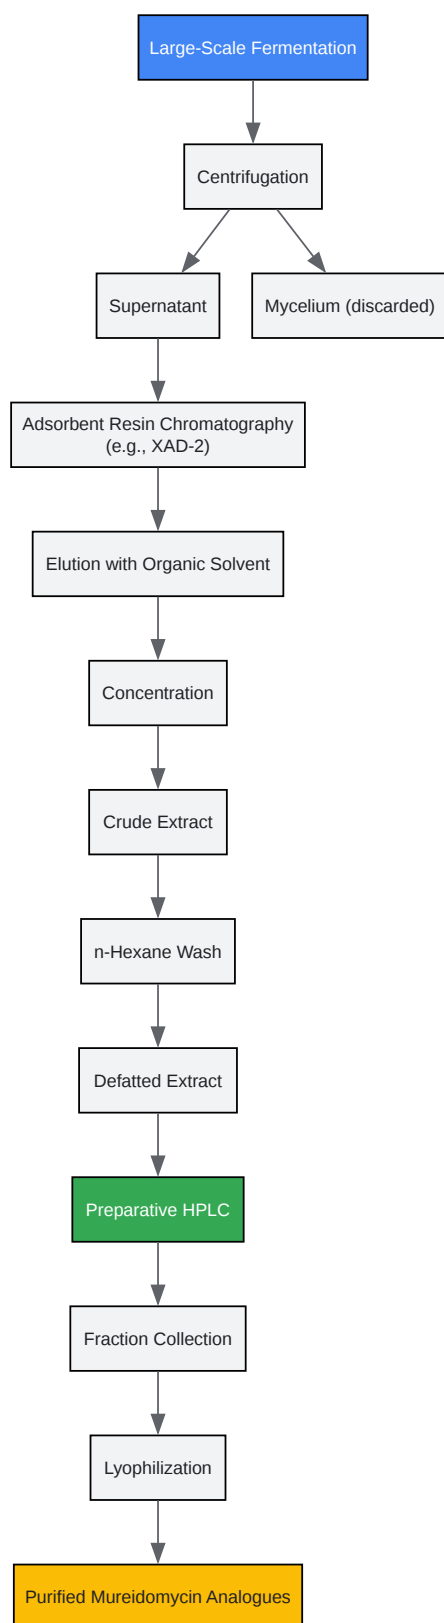 Large-Scale Fermentation
Centrifugation
Supernatant
Mycelium (discarded)
Adsorbent Resin Chromatography
(e.g., XAD-2)
Elution with Organic Solvent
Concentration
Crude Extract
n-Hexane Wash
Defatted Extract
Preparative HPLC
Fraction Collection
Lyophilization
Purified Mureidomycin Analogues